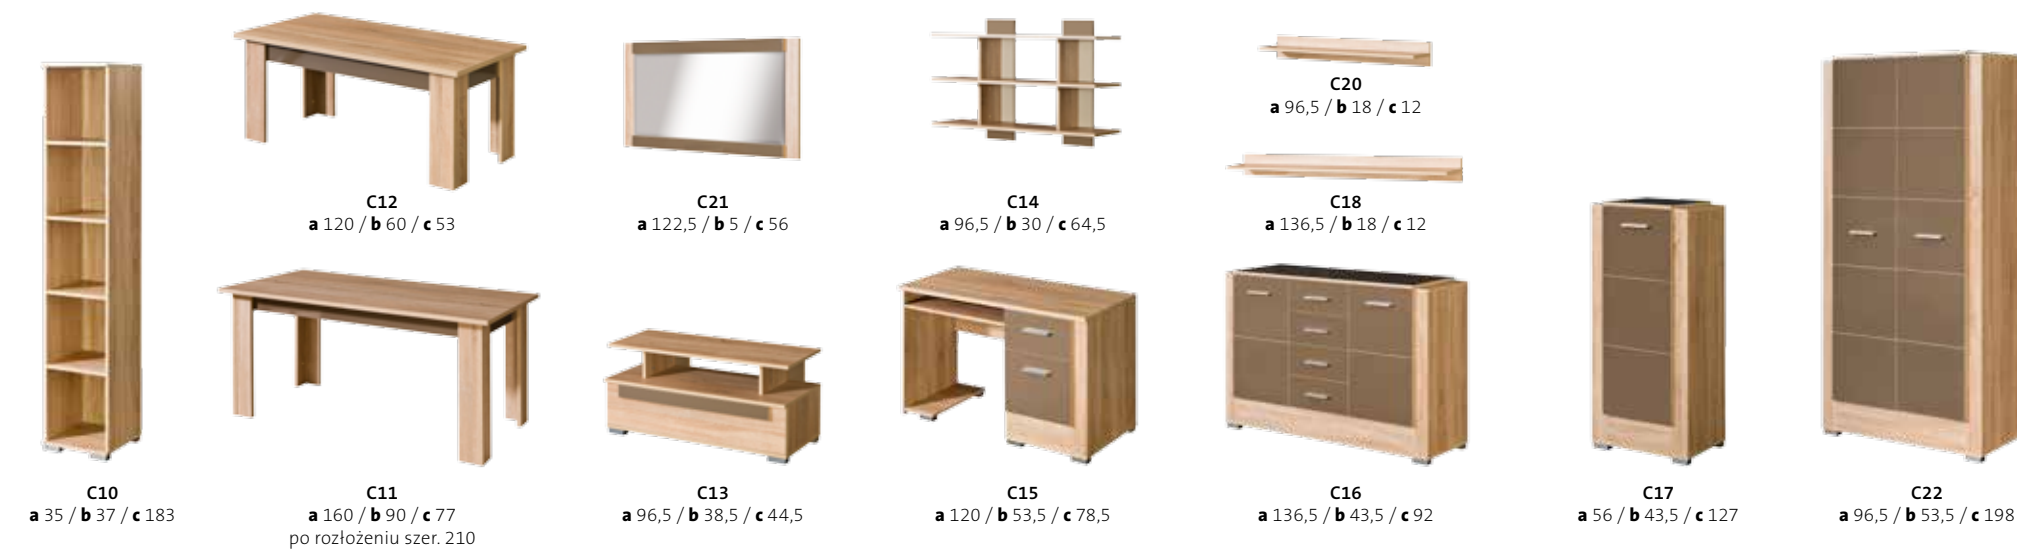 C12
a 120 / b 60 / c 53
C21
a 122,5 / b 5 / c 56
C14
a 96,5 / b 30 / c 64,5
C20
a 96,5 / b 18 / c 12
C18
a 136,5 / b 18 / c 12
C10
a 35 / b 37 / c 183
C11
a 160 / b 90 / c 77
po rozłożeniu szer. 210
C13
a 96,5 / b 38,5 / c 44,5
C15
a 120 / b 53,5 / c 78,5
C16
a 136,5 / b 43,5 / c 92
C17
a 56 / b 43,5 / c 127
C22
a 96,5 / b 53,5 / c 198